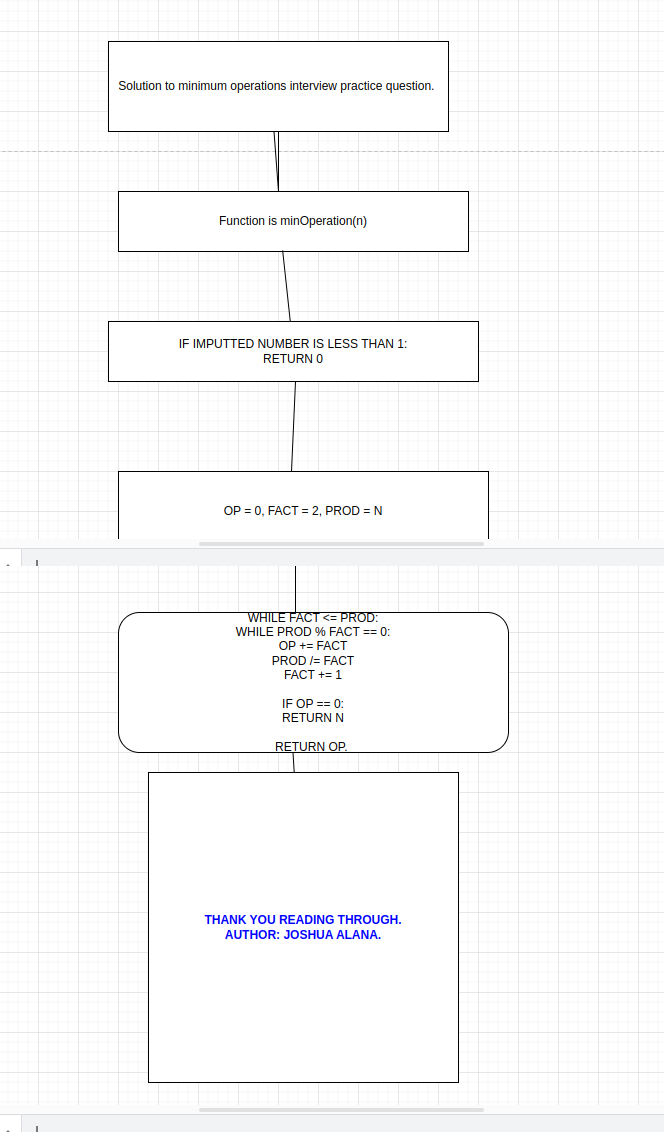 Solution to minimum operations interview practice question.
Function is minOperation(n)
IF IMPUTTED NUMBER IS LESS THAN 1:
RETURN 0
OP = 0, FACT = 2, PROD = N
WHILE FACT <= PROD:
WHILE PROD % FACT == 0:
OP += FACT
PROD /= FACT
FACT += 1
IF OP == 0:
RETURN N
RETURN OP.
THANK YOU READING THROUGH.
AUTHOR: JOSHUA ALANA.